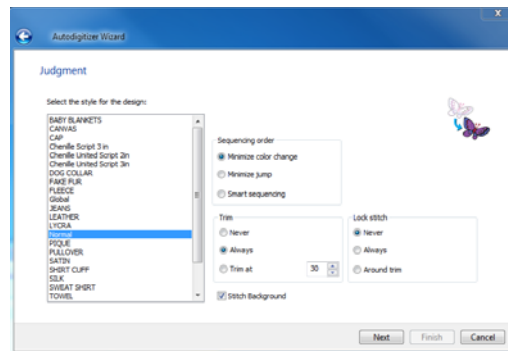 Autodigitizer Wizard
x
Judgment
Select the style for the design:
BABY BLANKETS
CANVAS
CAP
Chenille Script 3 in
Chenille United Script 2in
Chenille United Script 3in
DOG COLLAR
FAKE FUR
FLEECE
Global
JEANS
LEATHER
LYCRA
Normal
PIQUE
PULLOVER
SATIN
SHIRT CUFF
SILK
SWEAT SHIRT
TOWEL
Sequencing order
Minimize color change
Minimize jump
Smart sequencing
Trim
Never
Always
Trim at 30
Lock stitch
Never
Always
Around trim
Stitch Background
Next Finish Cancel